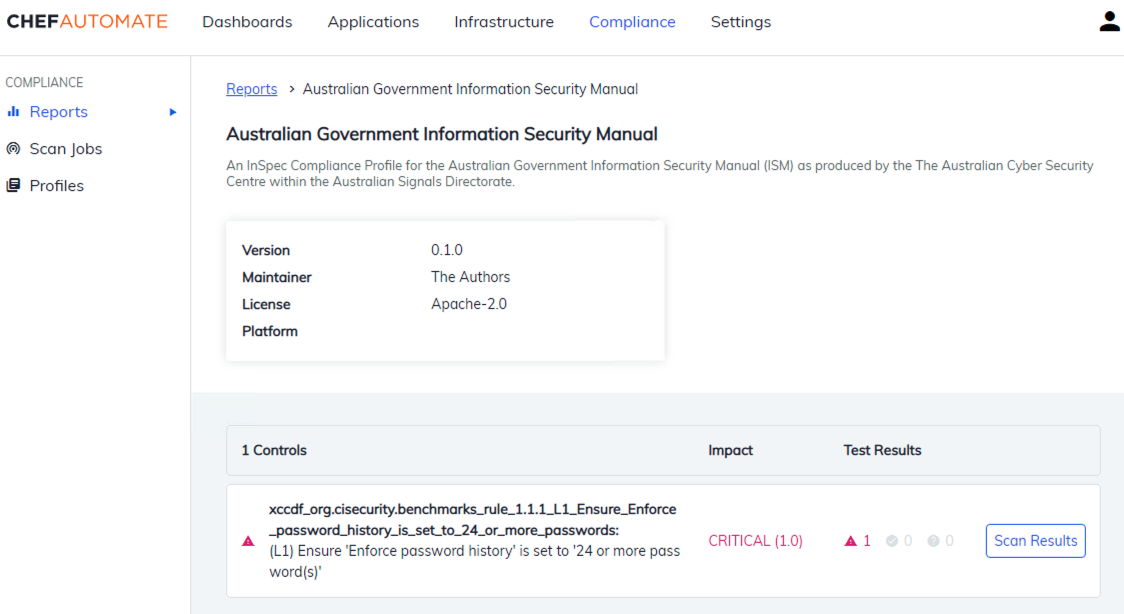 CHEFAUTOMATE Dashboards Applications Infrastructure Compliance Settings
COMPLIANCE
Reports
Scan Jobs
Profiles
Reports > Australian Government Information Security Manual
Australian Government Information Security Manual
An InSpec Compliance Profile for the Australian Government Information Security Manual (ISM) as produced by the The Australian Cyber Security
Centre within the Australian Signals Directorate.
Version 0.1.0
Maintainer The Authors
License Apache-2.0
Platform
1 Controls Impact Test Results
xccdf_org.cisecurity.benchmarks_rule_1.1.1_L1_Ensure_Enforce
_password_history_is_set_to_24_or_more_passwords:
(L1) Ensure 'Enforce password history' is set to '24 or more pass
word(s)'
CRITICAL (1.0) 1 0 0 Scan Results